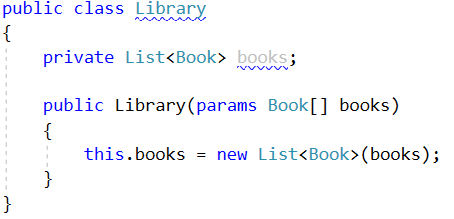 public class Library
{
    private List<Book> books;
    public Library(params Book[] books)
    {
        this.books = new List<Book>(books);
    }
}